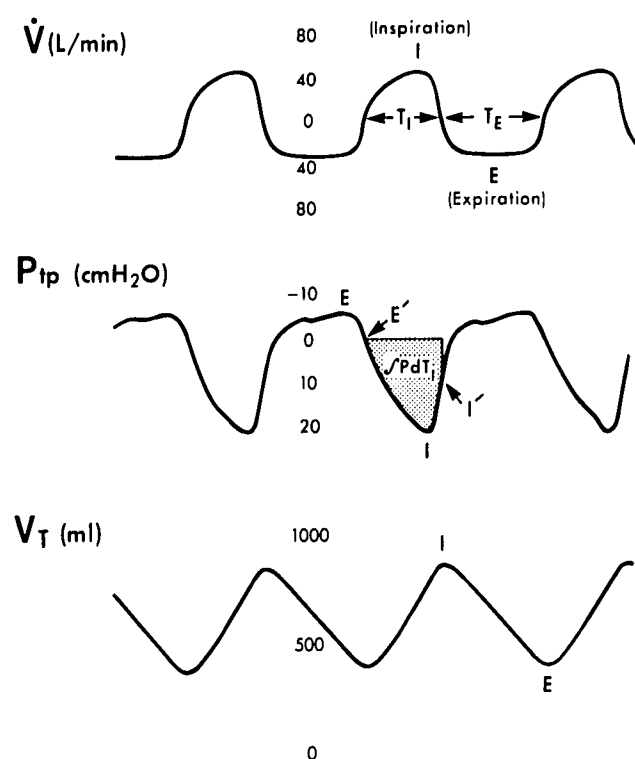 V̇ (L/min)
80
40
0
40
80
(Inspiration)
I
T_I
T_E
E
(Expiration)
P_tp (cmH₂O)
−10
0
10
20
E
E′
∫PdT_i
I′
I
V_T (ml)
1000
500
0
I
E